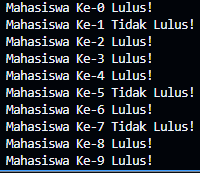 Mahasiswa Ke-0 Lulus!
Mahasiswa Ke-1 Tidak Lulus!
Mahasiswa Ke-2 Lulus!
Mahasiswa Ke-3 Lulus!
Mahasiswa Ke-4 Lulus!
Mahasiswa Ke-5 Tidak Lulus!
Mahasiswa Ke-6 Lulus!
Mahasiswa Ke-7 Tidak Lulus!
Mahasiswa Ke-8 Lulus!
Mahasiswa Ke-9 Lulus!